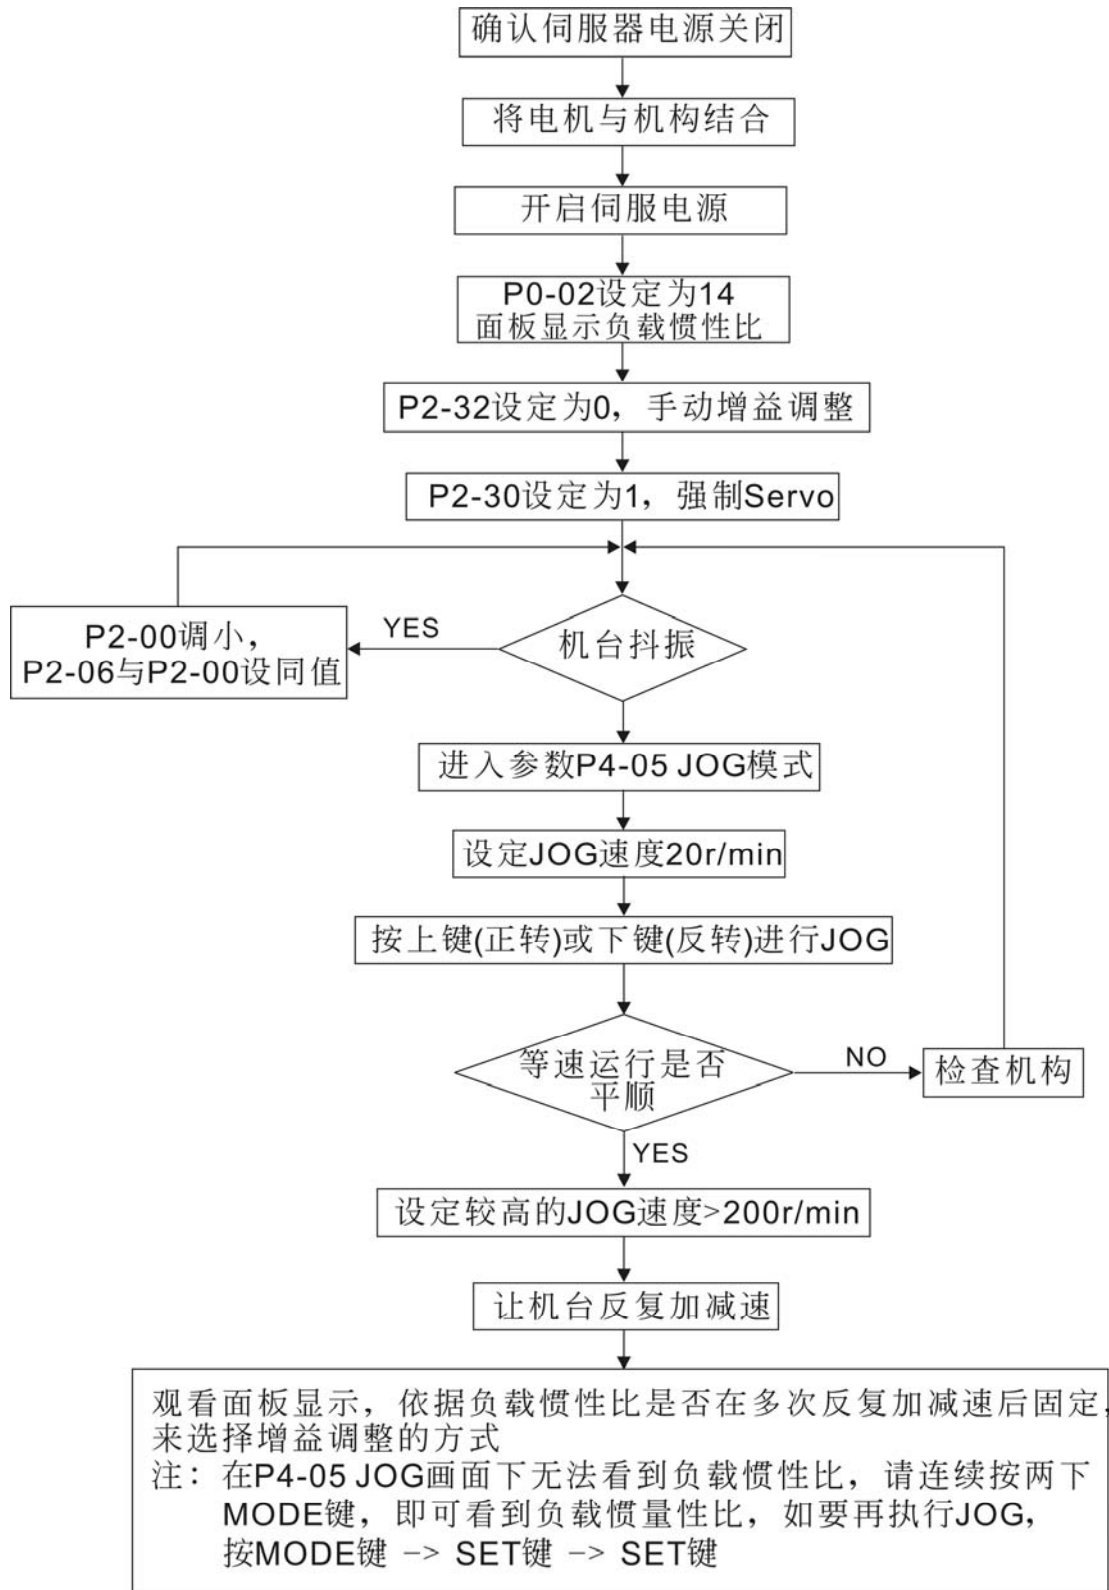 确认伺服器电源关闭
将电机与机构结合
开启伺服电源
P0-02设定为14
面板显示负载惯性比
P2-32设定为0，手动增益调整
P2-30设定为1，强制Servo
机台抖振
YES
P2-00调小，
P2-06与P2-00设同值
进入参数P4-05 JOG模式
设定JOG速度20r/min
按上键(正转)或下键(反转)进行JOG
等速运行是否
平顺
NO
检查机构
YES
设定较高的JOG速度>200r/min
让机台反复加减速
观看面板显示，依据负载惯性比是否在多次反复加减速后固定，
来选择增益调整的方式
注：在P4-05 JOG画面下无法看到负载惯性比，请连续按两下
MODE键，即可看到负载惯量性比，如要再执行JOG，
按MODE键 –> SET键 –> SET键